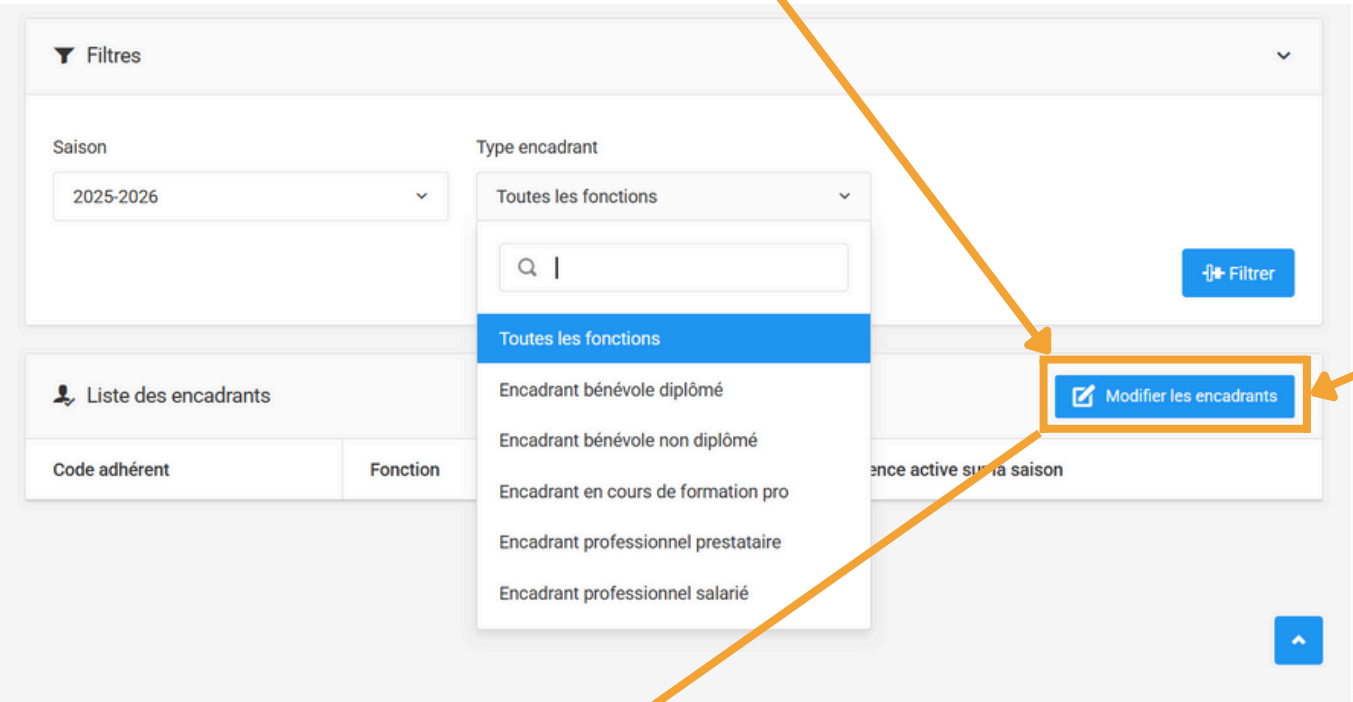 Filtres
Saison
Type encadrant
2025-2026
Toutes les fonctions
Filtrer
Toutes les fonctions
Encadrant bénévole diplômé
Encadrant bénévole non diplômé
Encadrant en cours de formation pro
Encadrant professionnel prestataire
Encadrant professionnel salarié
Liste des encadrants
Modifier les encadrants
Code adhérent
Fonction
active sur la saison